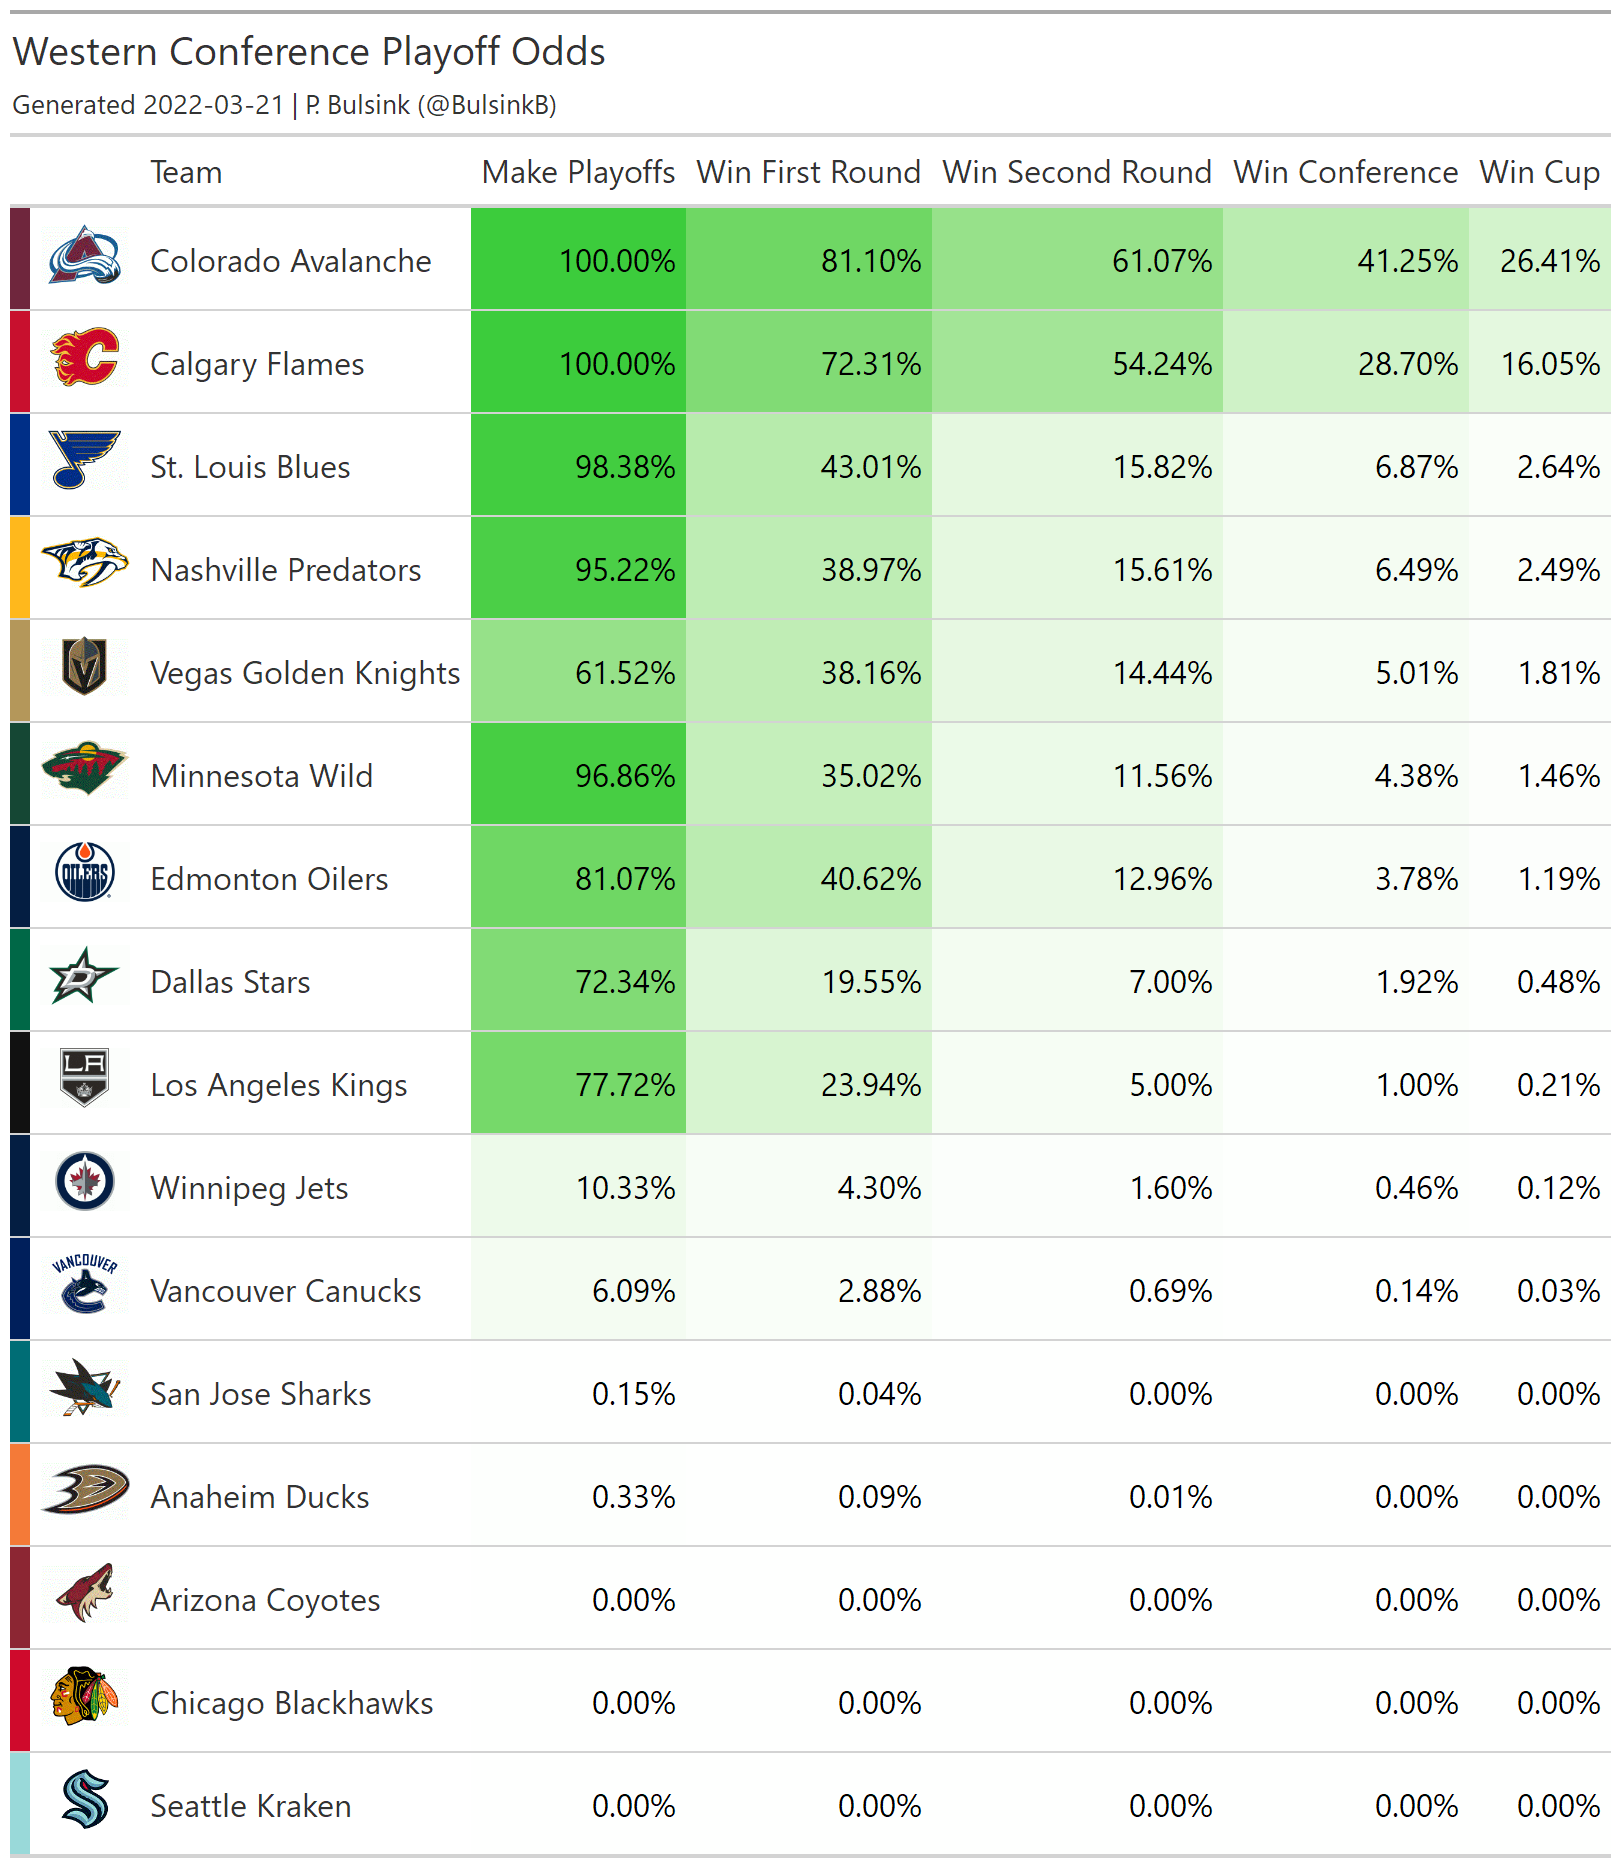 Western Conference Playoff Odds
Generated 2022-03-21 | P. Bulsink (@BulsinkB)
Team Make Playoffs Win First Round Win Second Round Win Conference Win Cup
Colorado Avalanche 100.00% 81.10% 61.07% 41.25% 26.41%
Calgary Flames 100.00% 72.31% 54.24% 28.70% 16.05%
St. Louis Blues 98.38% 43.01% 15.82% 6.87% 2.64%
Nashville Predators 95.22% 38.97% 15.61% 6.49% 2.49%
Vegas Golden Knights 61.52% 38.16% 14.44% 5.01% 1.81%
Minnesota Wild 96.86% 35.02% 11.56% 4.38% 1.46%
OILERS Edmonton Oilers 81.07% 40.62% 12.96% 3.78% 1.19%
D Dallas Stars 72.34% 19.55% 7.00% 1.92% 0.48%
LA Los Angeles Kings 77.72% 23.94% 5.00% 1.00% 0.21%
Winnipeg Jets 10.33% 4.30% 1.60% 0.46% 0.12%
VANCOUVER Vancouver Canucks 6.09% 2.88% 0.69% 0.14% 0.03%
San Jose Sharks 0.15% 0.04% 0.00% 0.00% 0.00%
Anaheim Ducks 0.33% 0.09% 0.01% 0.00% 0.00%
Arizona Coyotes 0.00% 0.00% 0.00% 0.00% 0.00%
Chicago Blackhawks 0.00% 0.00% 0.00% 0.00% 0.00%
Seattle Kraken 0.00% 0.00% 0.00% 0.00% 0.00%